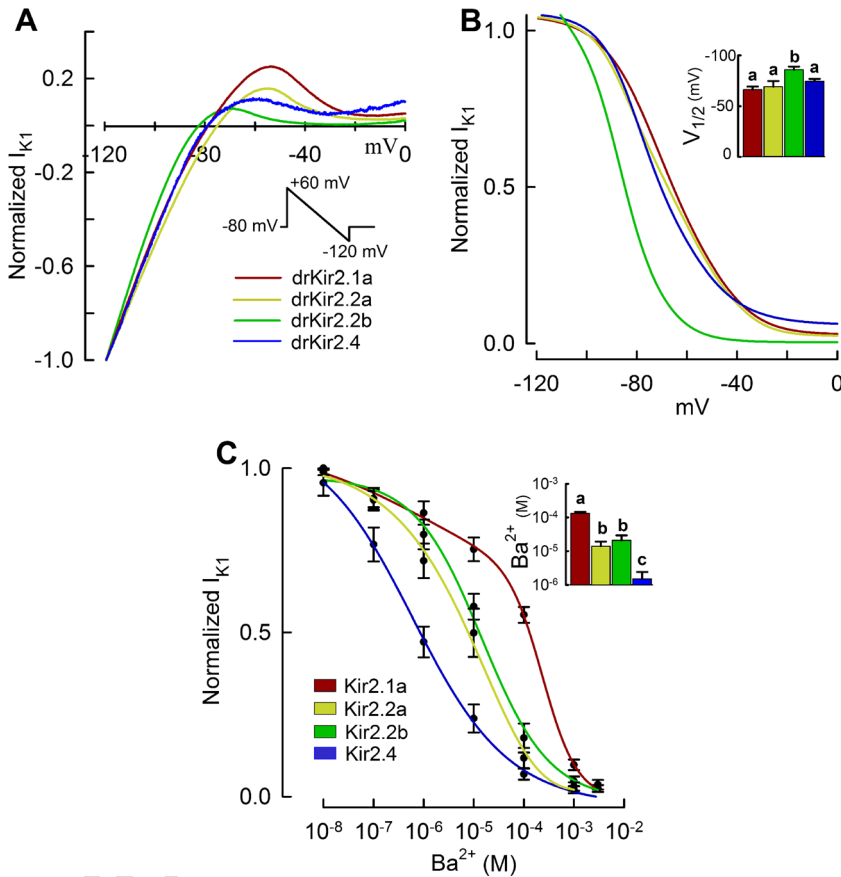 A
Normalized I_K1
0.2
-0.2
-0.6
-1.0
-120
-80
-40
0
mV
+60 mV
-80 mV
-120 mV
drKir2.1a
drKir2.2a
drKir2.2b
drKir2.4
B
Normalized I_K1
1.0
0.5
0.0
-120
-80
-40
0
mV
V_1/2 (mV)
-100
-50
0
a
a
b
a
C
Normalized I_K1
1.0
0.5
0.0
10^-8
10^-7
10^-6
10^-5
10^-4
10^-3
10^-2
Ba^2+ (M)
Kir2.1a
Kir2.2a
Kir2.2b
Kir2.4
Ba^2+ (M)
10^-3
10^-4
10^-5
10^-6
a
b
b
c